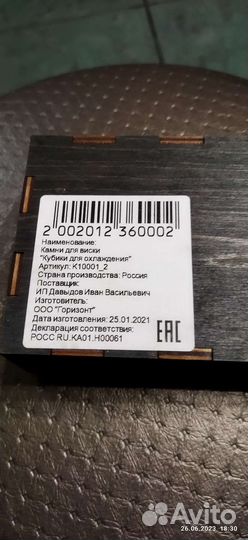 2 002012 360002
Наименование:
Камни для виски
"Кубики для охлаждения"
Артикул: K10001_2
Страна производства: Россия
Поставщик:
ИП Давыдов Иван Васильевич
Изготовитель:
ООО "Горизонт"
Дата изготовления: 25.01.2021
Декларация соответствия:
РОСС RU.КА01.Н00061
ЕАС
Avito
26.06.2023 18:30